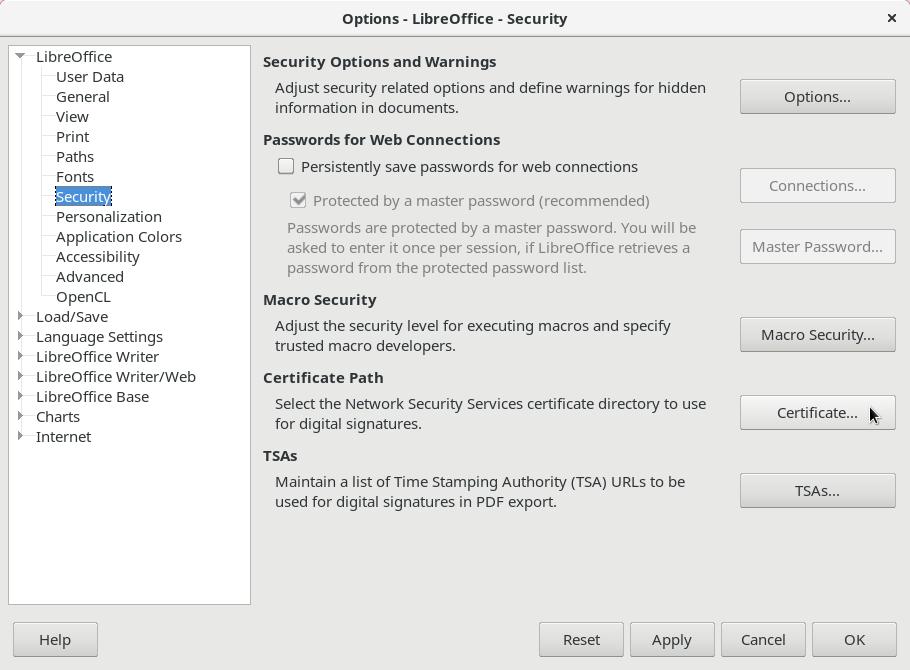 Options - LibreOffice - Security
LibreOffice
User Data
General
View
Print
Paths
Fonts
Security
Personalization
Application Colors
Accessibility
Advanced
OpenCL
Load/Save
Language Settings
LibreOffice Writer
LibreOffice Writer/Web
LibreOffice Base
Charts
Internet
Security Options and Warnings
Adjust security related options and define warnings for hidden
information in documents.
Options...
Passwords for Web Connections
Persistently save passwords for web connections
Connections...
Protected by a master password (recommended)
Passwords are protected by a master password. You will be
asked to enter it once per session, if LibreOffice retrieves a
password from the protected password list.
Master Password...
Macro Security
Adjust the security level for executing macros and specify
trusted macro developers.
Macro Security...
Certificate Path
Select the Network Security Services certificate directory to use
for digital signatures.
Certificate...
TSAs
Maintain a list of Time Stamping Authority (TSA) URLs to be
used for digital signatures in PDF export.
TSAs...
Help
Reset
Apply
Cancel
OK